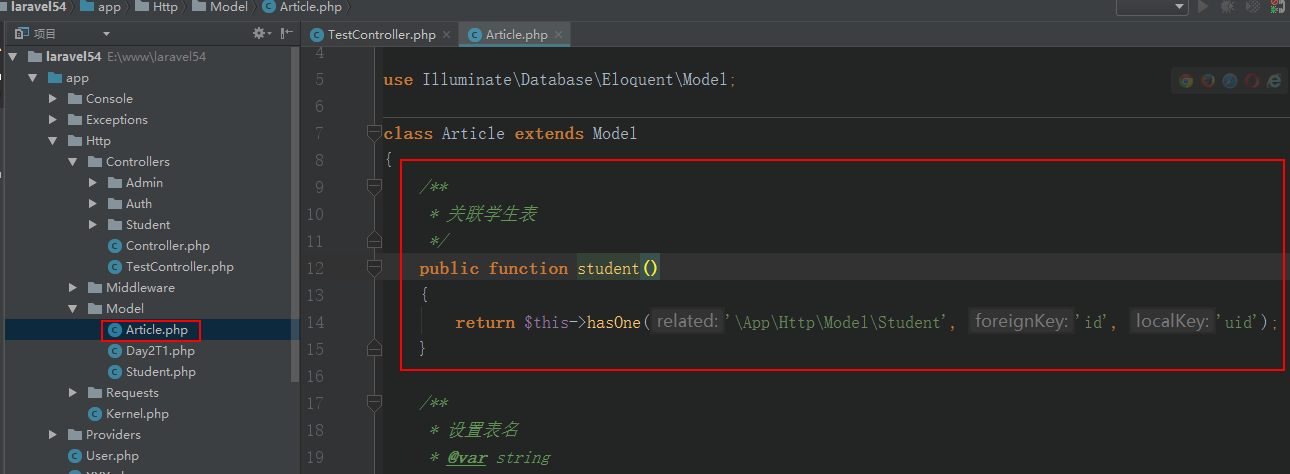 laravel54 app Http Model Article.php
项目
laravel54 E:\www\laravel54
app
Console
Exceptions
Http
Controllers
Admin
Auth
Student
Controller.php
TestController.php
Middleware
Model
Article.php
Day2T1.php
Student.php
Requests
Kernel.php
Providers
User.php
TestController.php Article.php
4
5 use Illuminate\Database\Eloquent\Model;
6
7 class Article extends Model
8 {
9 /**
10 * 关联学生表
11 */
12 public function student()
13 {
14 return $this->hasOne( related: '\App\Http\Model\Student', foreignKey: 'id', localKey: 'uid');
15 }
16
17 /**
18 * 设置表名
19 * @var string